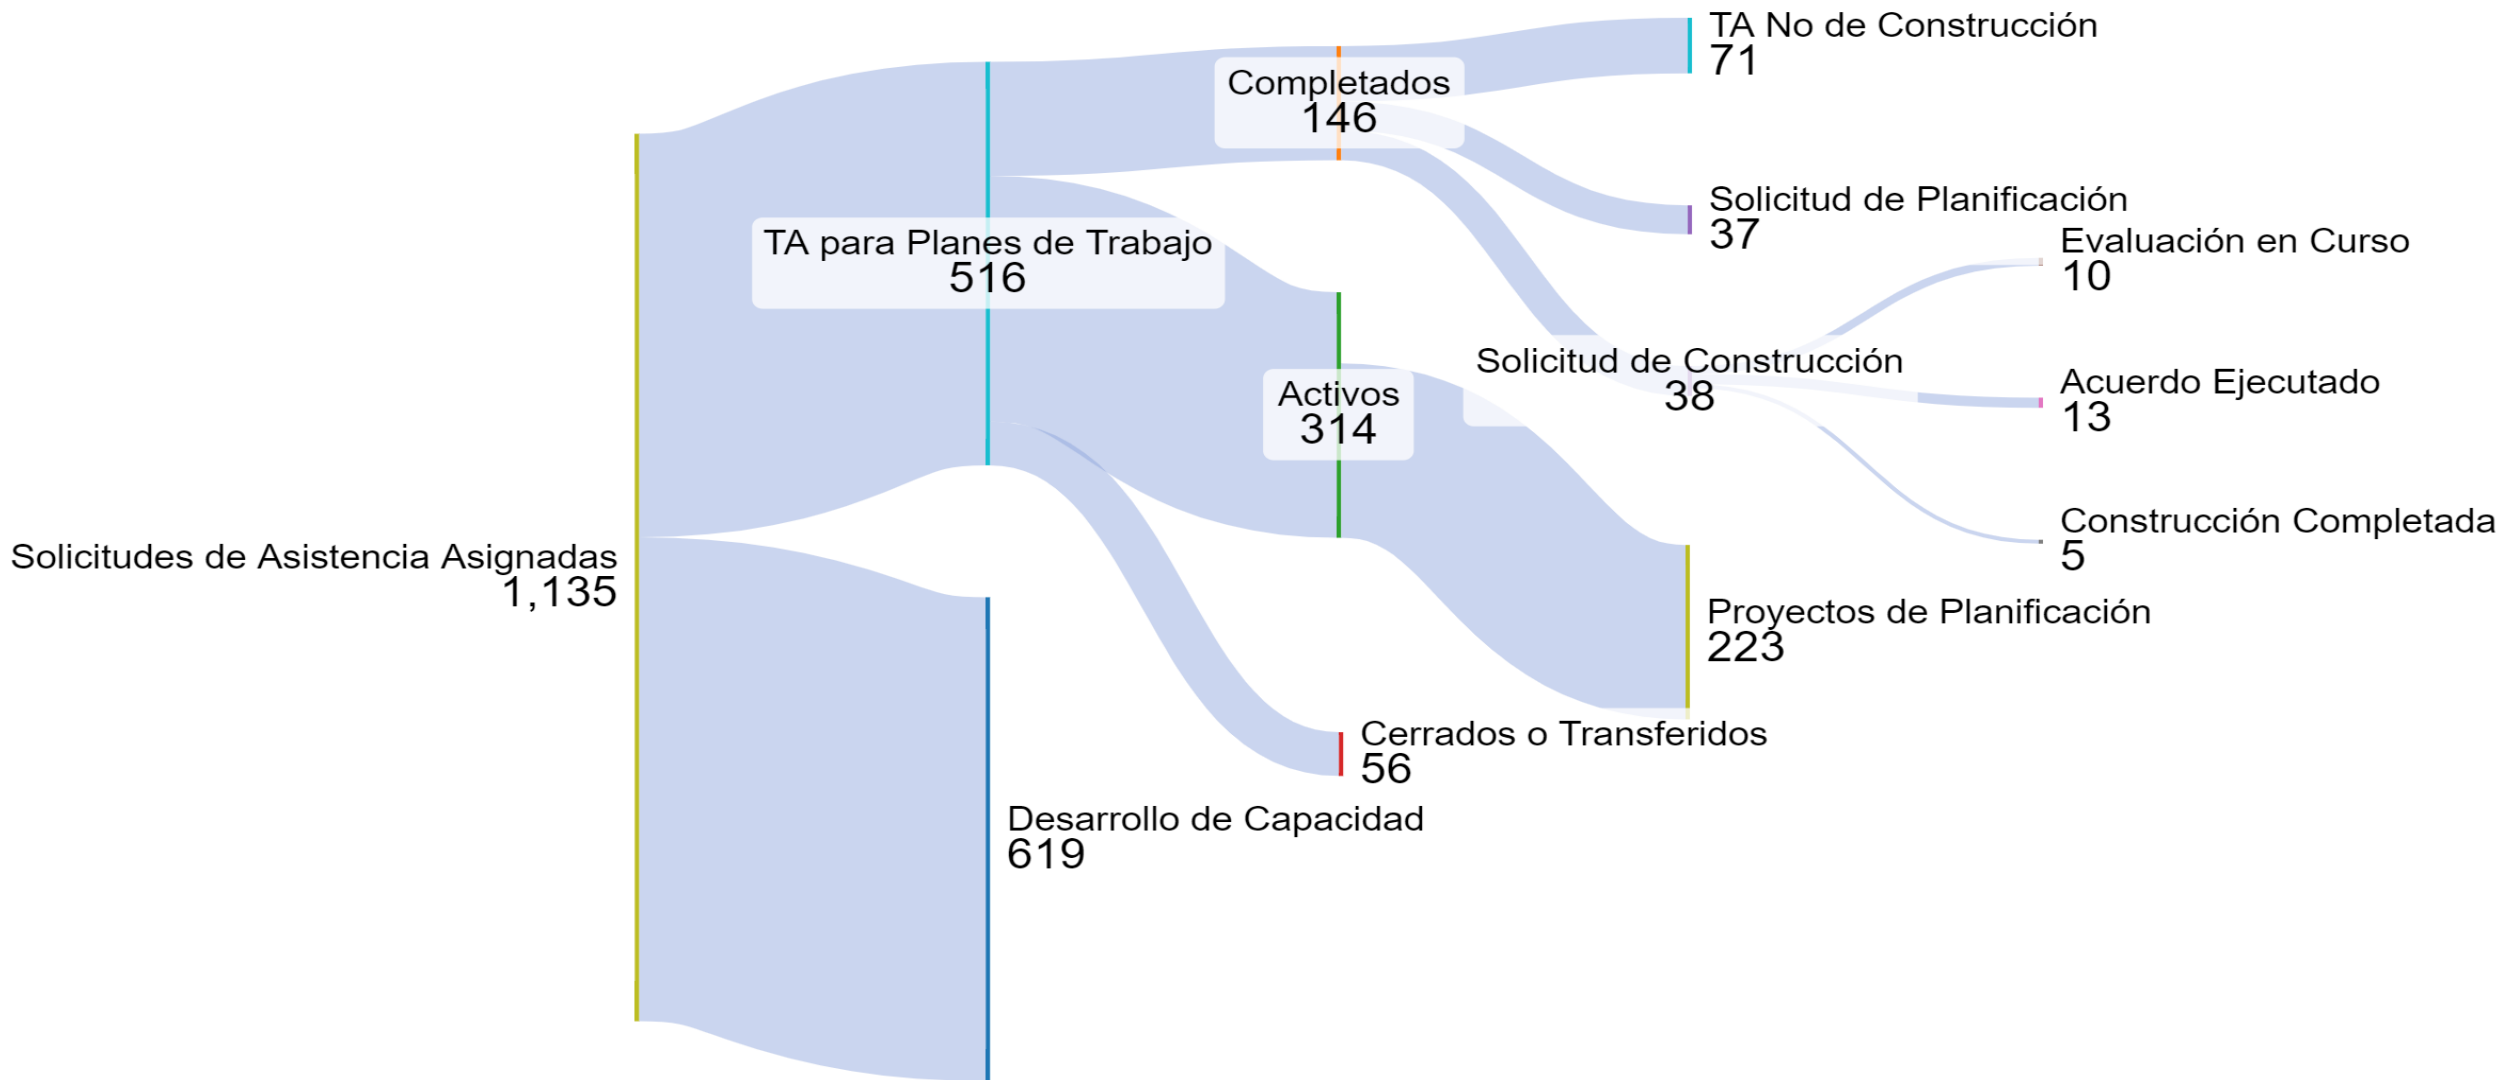 TA No de Construcción
71
Completados
146
Solicitud de Planificación
37
TA para Planes de Trabajo
516
Evaluación en Curso
10
Solicitud de Construcción
38
Acuerdo Ejecutado
13
Activos
314
Construcción Completada
5
Solicitudes de Asistencia Asignadas
1,135
Proyectos de Planificación
223
Cerrados o Transferidos
56
Desarrollo de Capacidad
619